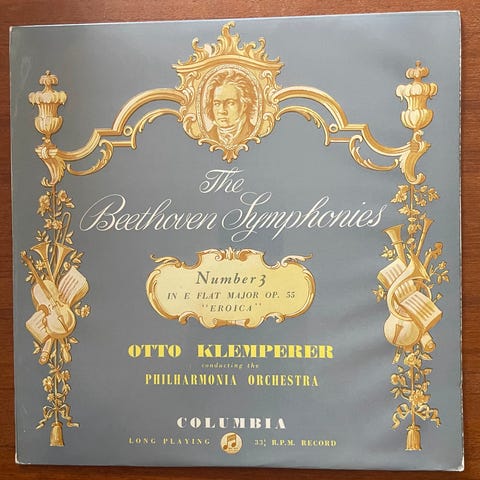 The
Beethoven Symphonies
Number 3
IN E FLAT MAJOR OP. 55
"EROICA"
OTTO KLEMPERER
conducting the
PHILHARMONIA ORCHESTRA
COLUMBIA
LONG PLAYING 33⅓ R.P.M. RECORD